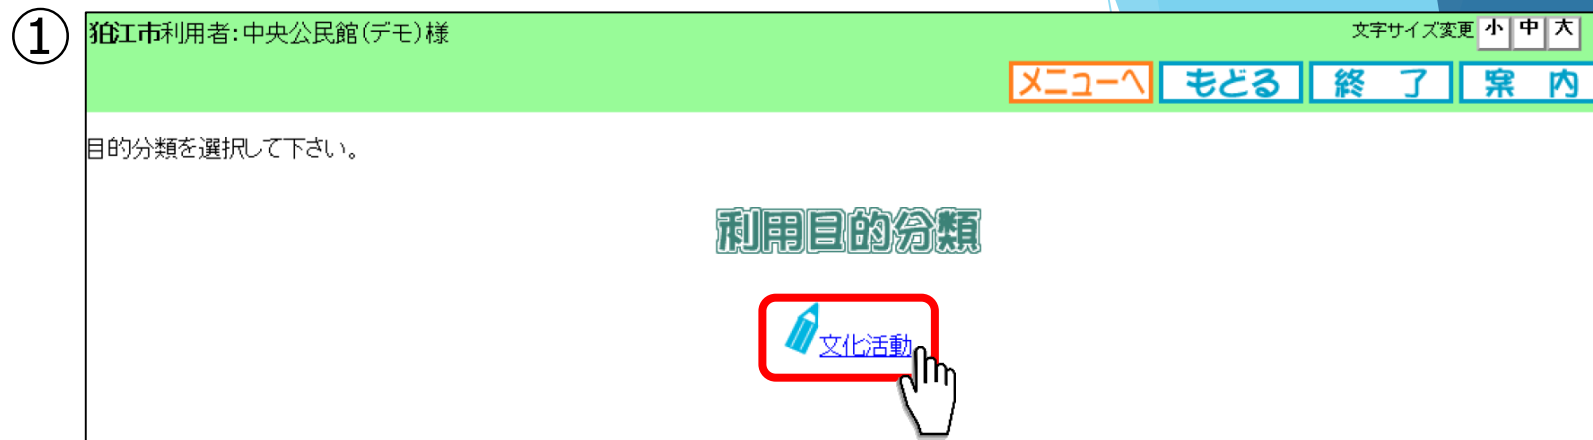 ①
狛江市利用者:中央公民館(デモ)様
文字サイズ変更 小 中 大
メニューへ もどる 終 了 案 内
目的分類を選択して下さい。
利用目的分類
文化活動